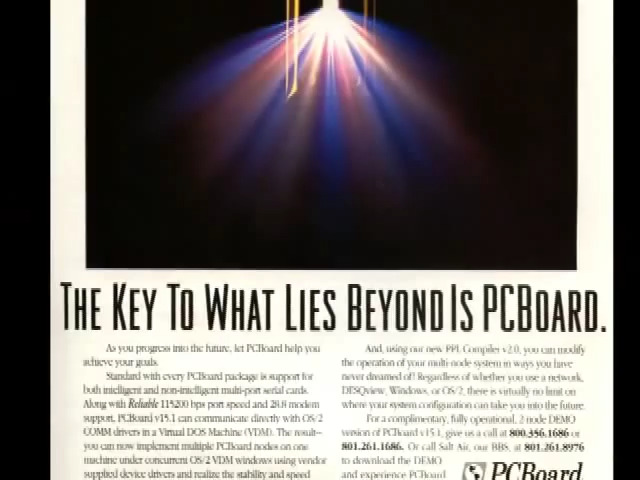 THE KEY TO WHAT LIES BEYOND IS PCBOARD.
As you progress into the future, let PCBoard help you
achieve your goals.
Standard with every PCBoard package is support for
both intelligent and non-intelligent multi-port serial cards.
Along with Reliable 115200 bps port speed and 28.8 modem
support, PCBoard v15.1 can communicate directly with OS/2
COMM drivers in a Virtual DOS Machine (VDM). The result—
you can now implement multiple PCBoard nodes on one
machine under concurrent OS/2 VDM windows using vendor
supplied device drivers and realize the stability and speed
And, using our new PPL Compiler v2.0, you can modify
the operation of your multi-node system in ways you have
never dreamed of! Regardless of whether you use a network,
DESQview, Windows, or OS/2, there is virtually no limit on
where your system configuration can take you into the future.
For a complimentary, fully operational, 2-node DEMO
version of PCBoard v15.1, give us a call at 800.356.1686 or
801.261.1686. Or call Salt Air, our BBS, at 801.261.8976
to download the DEMO
and experience PCBoard
PCBoard